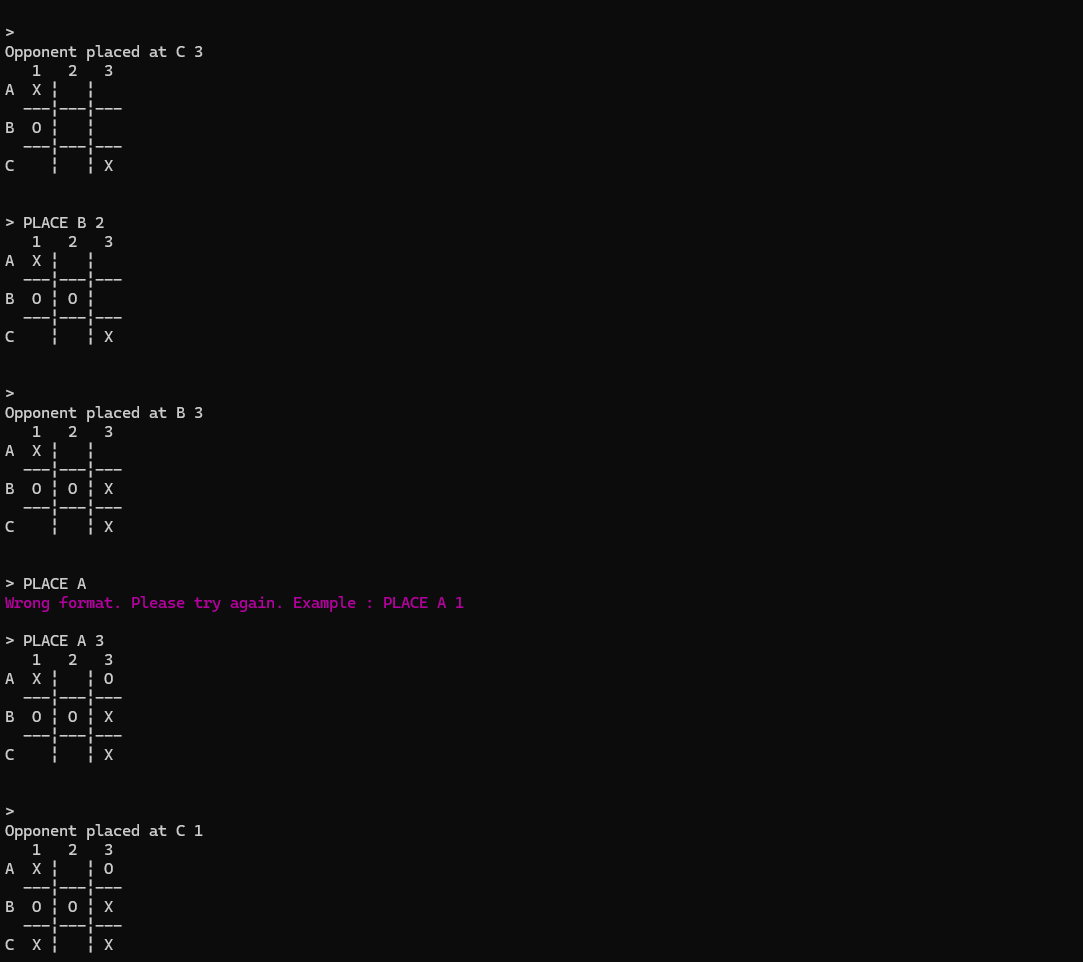 >
Opponent placed at C 3
1 2 3
A X ¦ ¦
---¦---¦---
B O ¦ ¦
---¦---¦---
C ¦ ¦ X
> PLACE B 2
1 2 3
A X ¦ ¦
---¦---¦---
B O ¦ O ¦
---¦---¦---
C ¦ ¦ X
>
Opponent placed at B 3
1 2 3
A X ¦ ¦
---¦---¦---
B O ¦ O ¦ X
---¦---¦---
C ¦ ¦ X
> PLACE A
Wrong format. Please try again. Example : PLACE A 1
> PLACE A 3
1 2 3
A X ¦ ¦ O
---¦---¦---
B O ¦ O ¦ X
---¦---¦---
C ¦ ¦ X
>
Opponent placed at C 1
1 2 3
A X ¦ ¦ O
---¦---¦---
B O ¦ O ¦ X
---¦---¦---
C X ¦ ¦ X